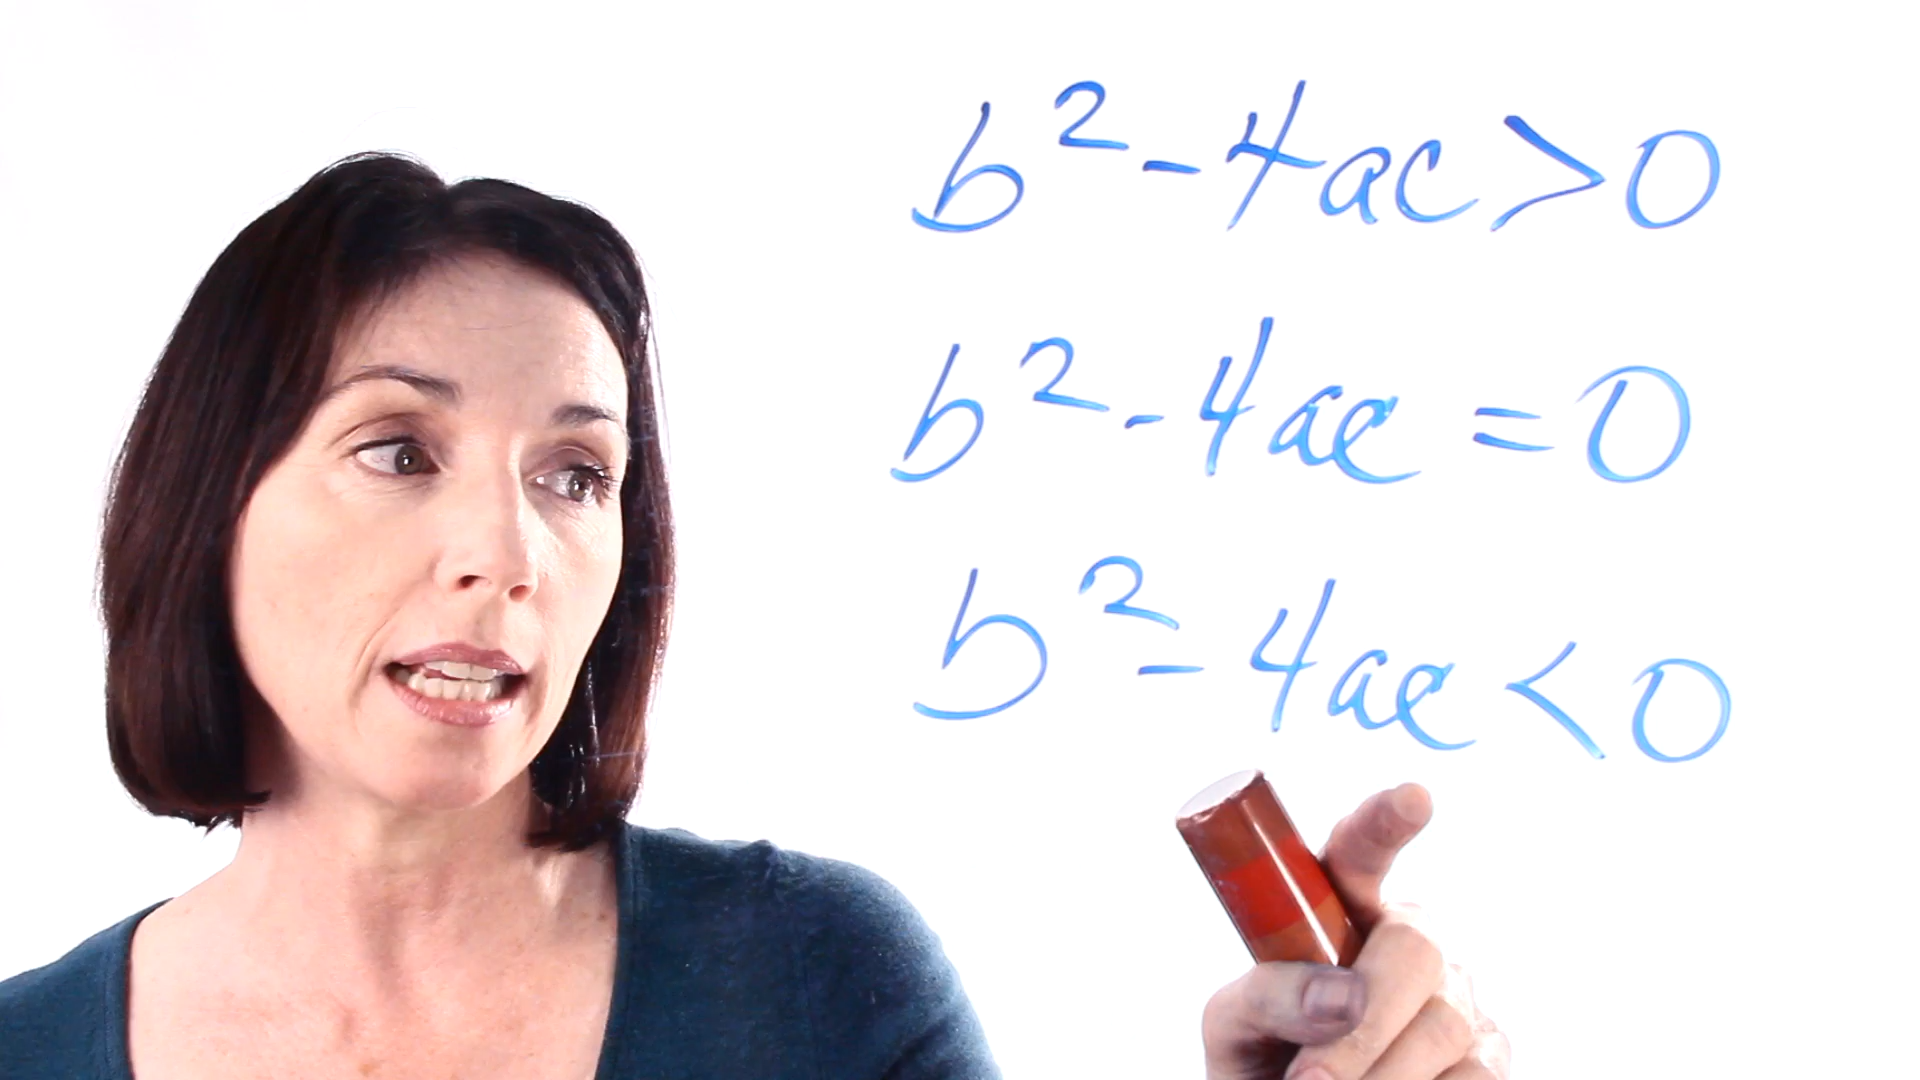 b² - 4ac > 0
b² - 4ac = 0
b² - 4ac < 0